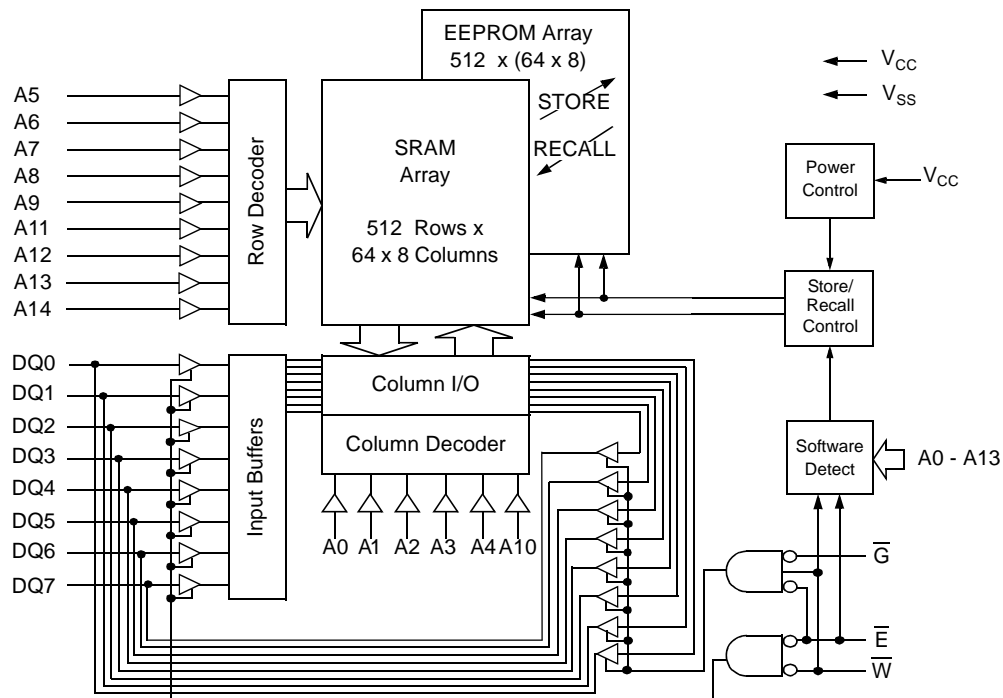 EEPROM Array
512 x (64 x 8)
STORE
RECALL
SRAM
Array
512 Rows x
64 x 8 Columns
V_CC
V_SS
Power
Control
V_CC
Store/
Recall
Control
Software
Detect
A0 - A13
A5
A6
A7
A8
A9
A11
A12
A13
A14
Row Decoder
DQ0
DQ1
DQ2
DQ3
DQ4
DQ5
DQ6
DQ7
Input Buffers
Column I/O
Column Decoder
A0 A1 A2 A3 A4 A10
G̅
E̅
W̅